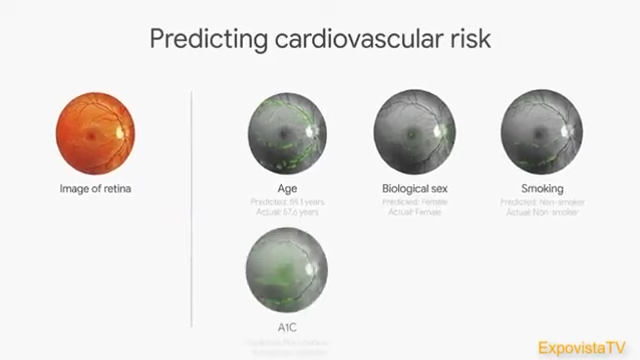 Predicting cardiovascular risk
Image of retina
Age
Predicted: 59.1 years
Actual: 57.6 years
Biological sex
Predicted: Female
Actual: Female
Smoking
Predicted: Non-smoker
Actual: Non-smoker
A1C
ExpovistaTV